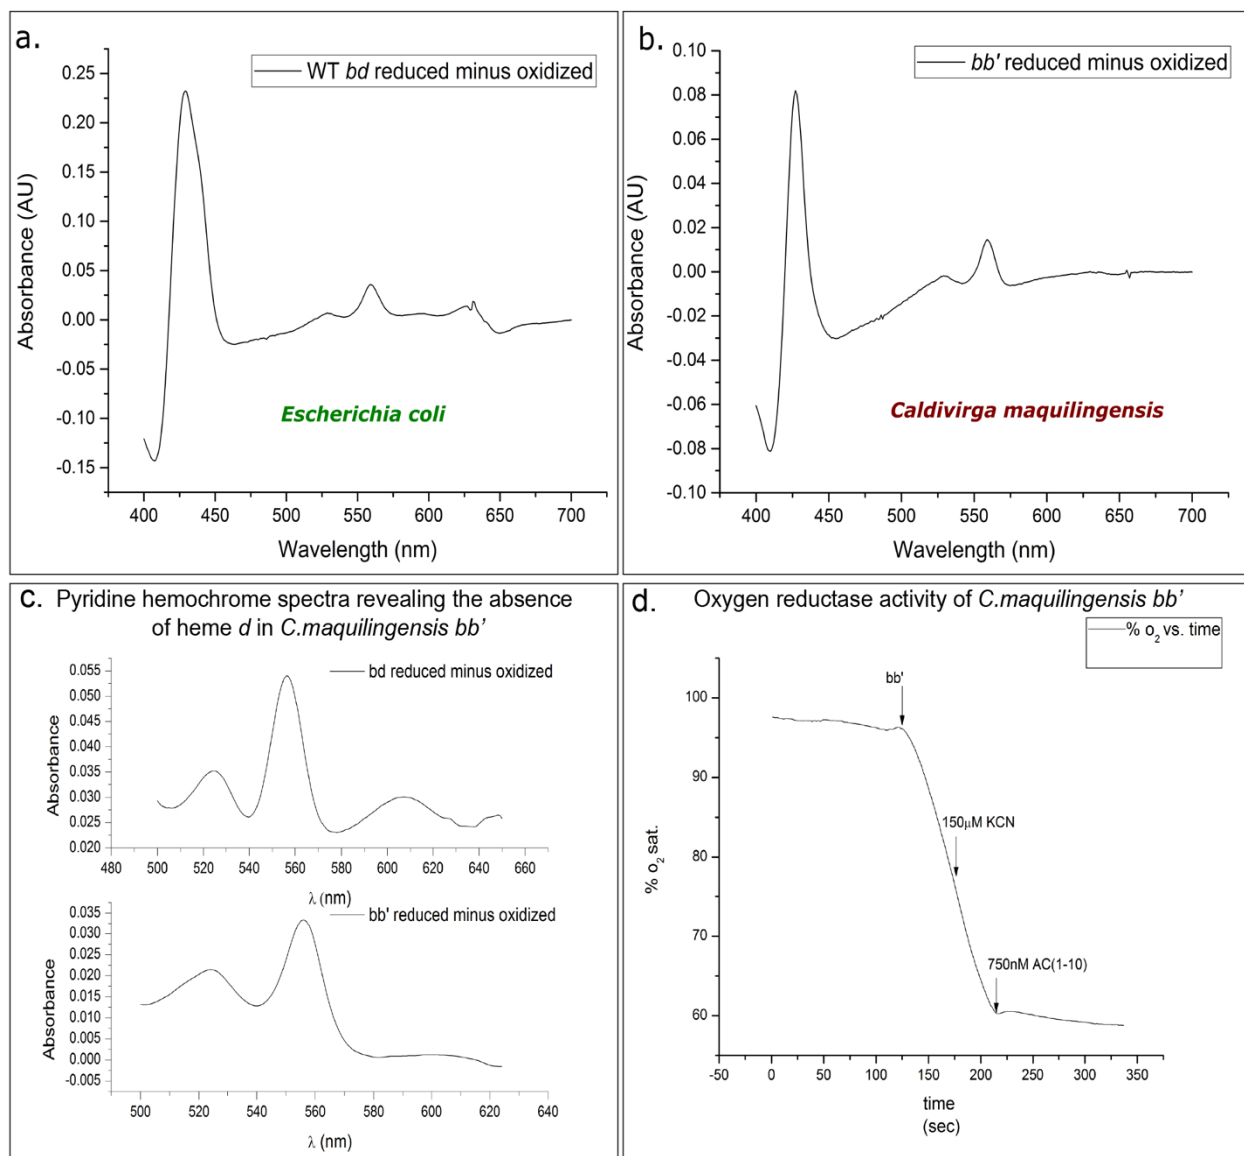 a.
WT bd reduced minus oxidized
0.25
0.20
0.15
0.10
0.05
0.00
-0.05
-0.10
-0.15
Absorbance (AU)
Escherichia coli
400 450 500 550 600 650 700
Wavelength (nm)
b.
bb' reduced minus oxidized
0.10
0.08
0.06
0.04
0.02
0.00
-0.02
-0.04
-0.06
-0.08
-0.10
Absorbance (AU)
Caldivirga maquilingensis
400 450 500 550 600 650 700
Wavelength (nm)
c. Pyridine hemochrome spectra revealing the absence
of heme d in C.maquilingensis bb'
bd reduced minus oxidized
0.055
0.050
0.045
0.040
0.035
0.030
0.025
0.020
Absorbance
480 500 520 540 560 580 600 620 640 660
λ (nm)
bb' reduced minus oxidized
0.035
0.030
0.025
0.020
0.015
0.010
0.005
0.000
-0.005
Absorbance
500 520 540 560 580 600 620 640
λ (nm)
d. Oxygen reductase activity of C.maquilingensis bb'
% o2 vs. time
bb'
150μM KCN
750nM AC(1-10)
100
90
80
70
60
% o2 sat.
-50 0 50 100 150 200 250 300 350
time
(sec)